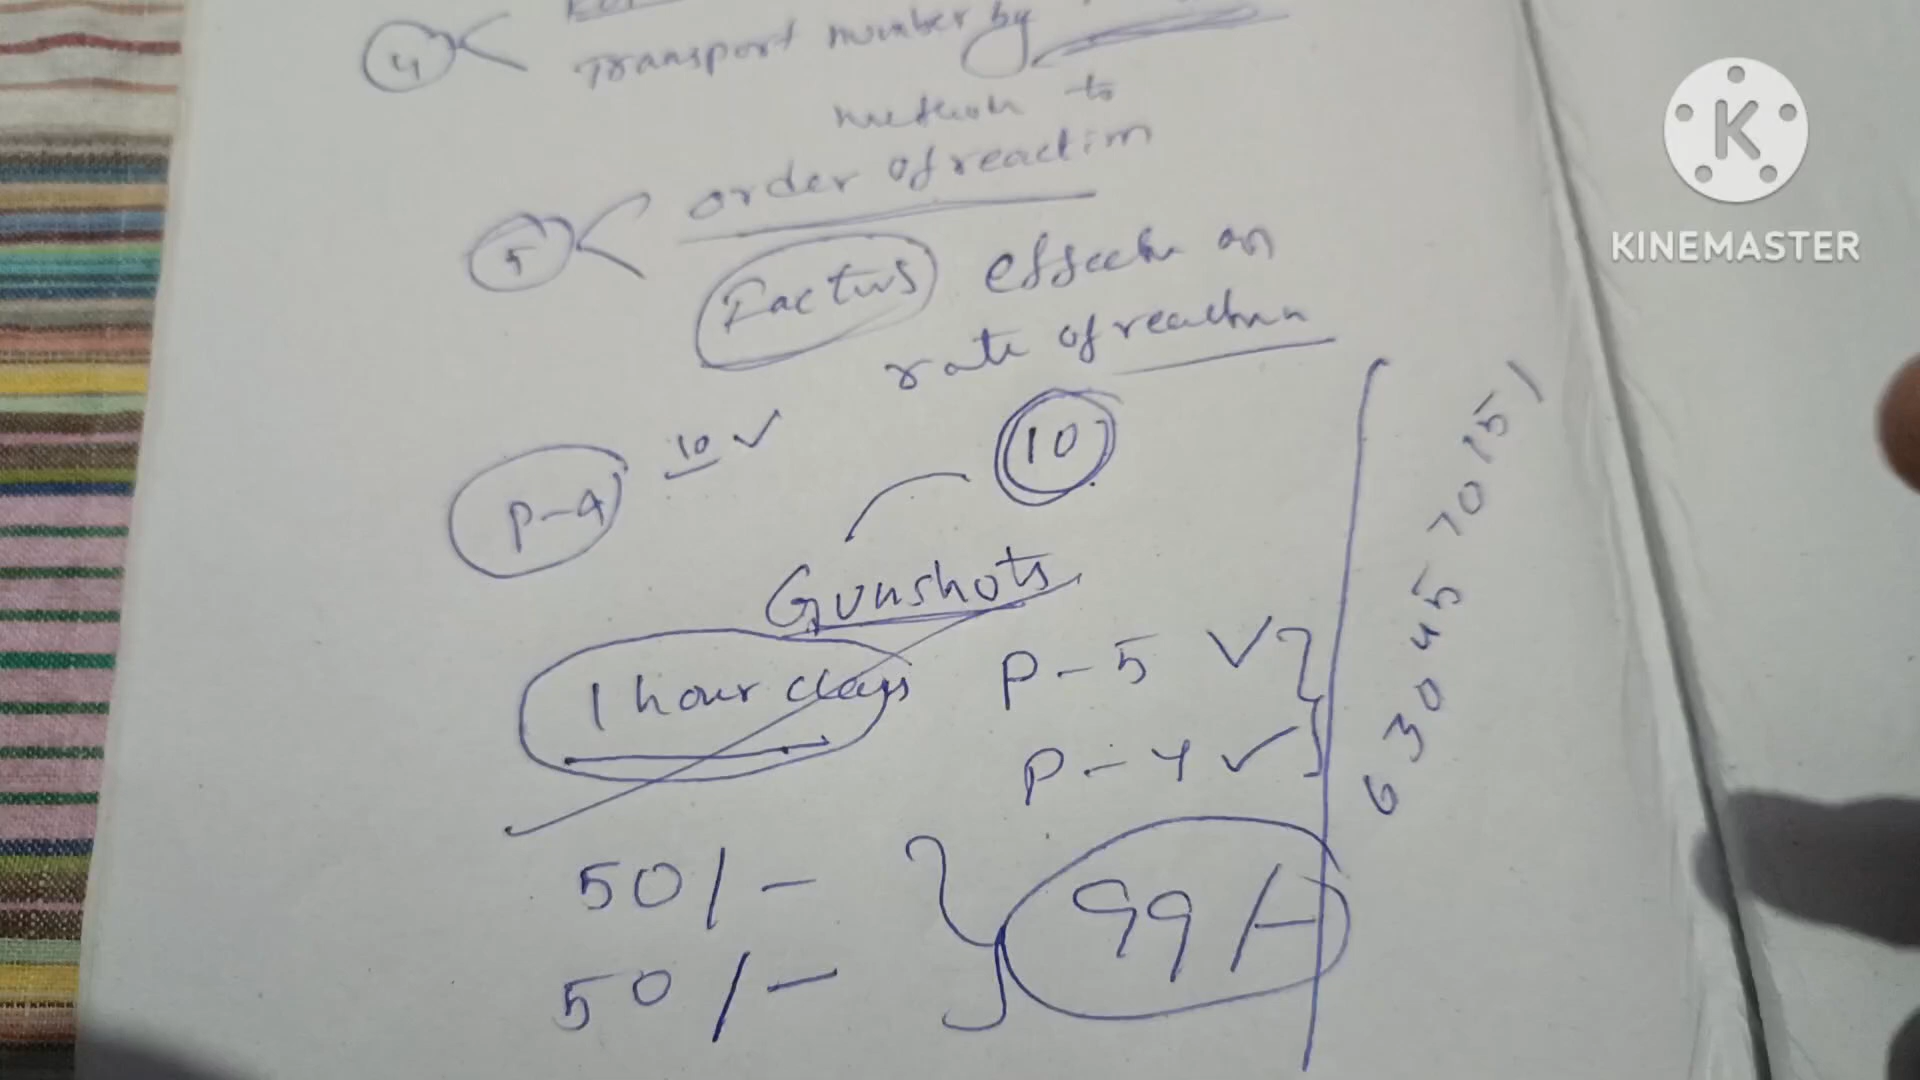 4
Transport number by
method to
5 order of reaction
Factors effects on
rate of reaction
P-4 10 ✓
10
Gunshots
1 hour class
P-5 ✓
P-4 ✓
50/-
50/-
99/-
6304570151
K
KINEMASTER